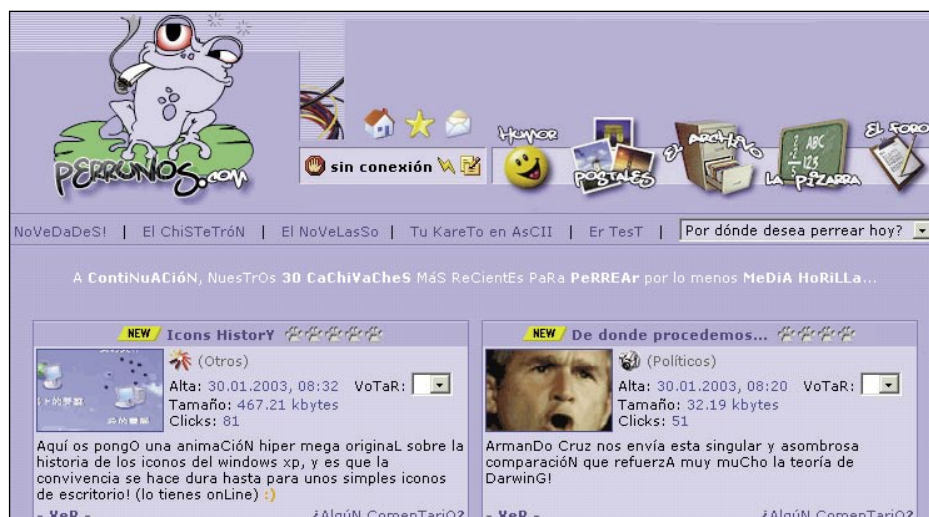 PERRUNOS.com
sin conexión
HUMOR
POSTALES
EL ARCHIVO
ABC
123
LA PIZARRA
EL FORO
NoVeDaDeS! | El ChiSTeTróN | El NoVeLasSo | Tu KareTo en AsCII | Er TesT | Por dónde desea perrear hoy?
A ContiNuACióN, NuesTrOs 30 CaChiVaCheS MáS ReCientEs PaRa PeRREAr por lo menos MeDiA HoRiLLa...
NEW Icons HistorY
(Otros)
Alta: 30.01.2003, 08:32 VoTaR:
Tamaño: 467.21 kbytes
Clicks: 81
Aquí os pongO una animaCióN hiper mega originaL sobre la
historia de los iconos del windows xp, y es que la
convivencia se hace dura hasta para unos simples iconos
de escritorio! (lo tienes onLine) :)
- VeR - ¿AlgúN ComenTariO?
NEW De donde procedemos...
(Políticos)
Alta: 30.01.2003, 08:20 VoTaR:
Tamaño: 32.19 kbytes
Clicks: 51
ArmanDo Cruz nos envía esta singular y asombrosa
comparacióN que refuerzA muy muCho la teoría de
DarwinG!
- VeR - ¿AlgúN ComenTariO?